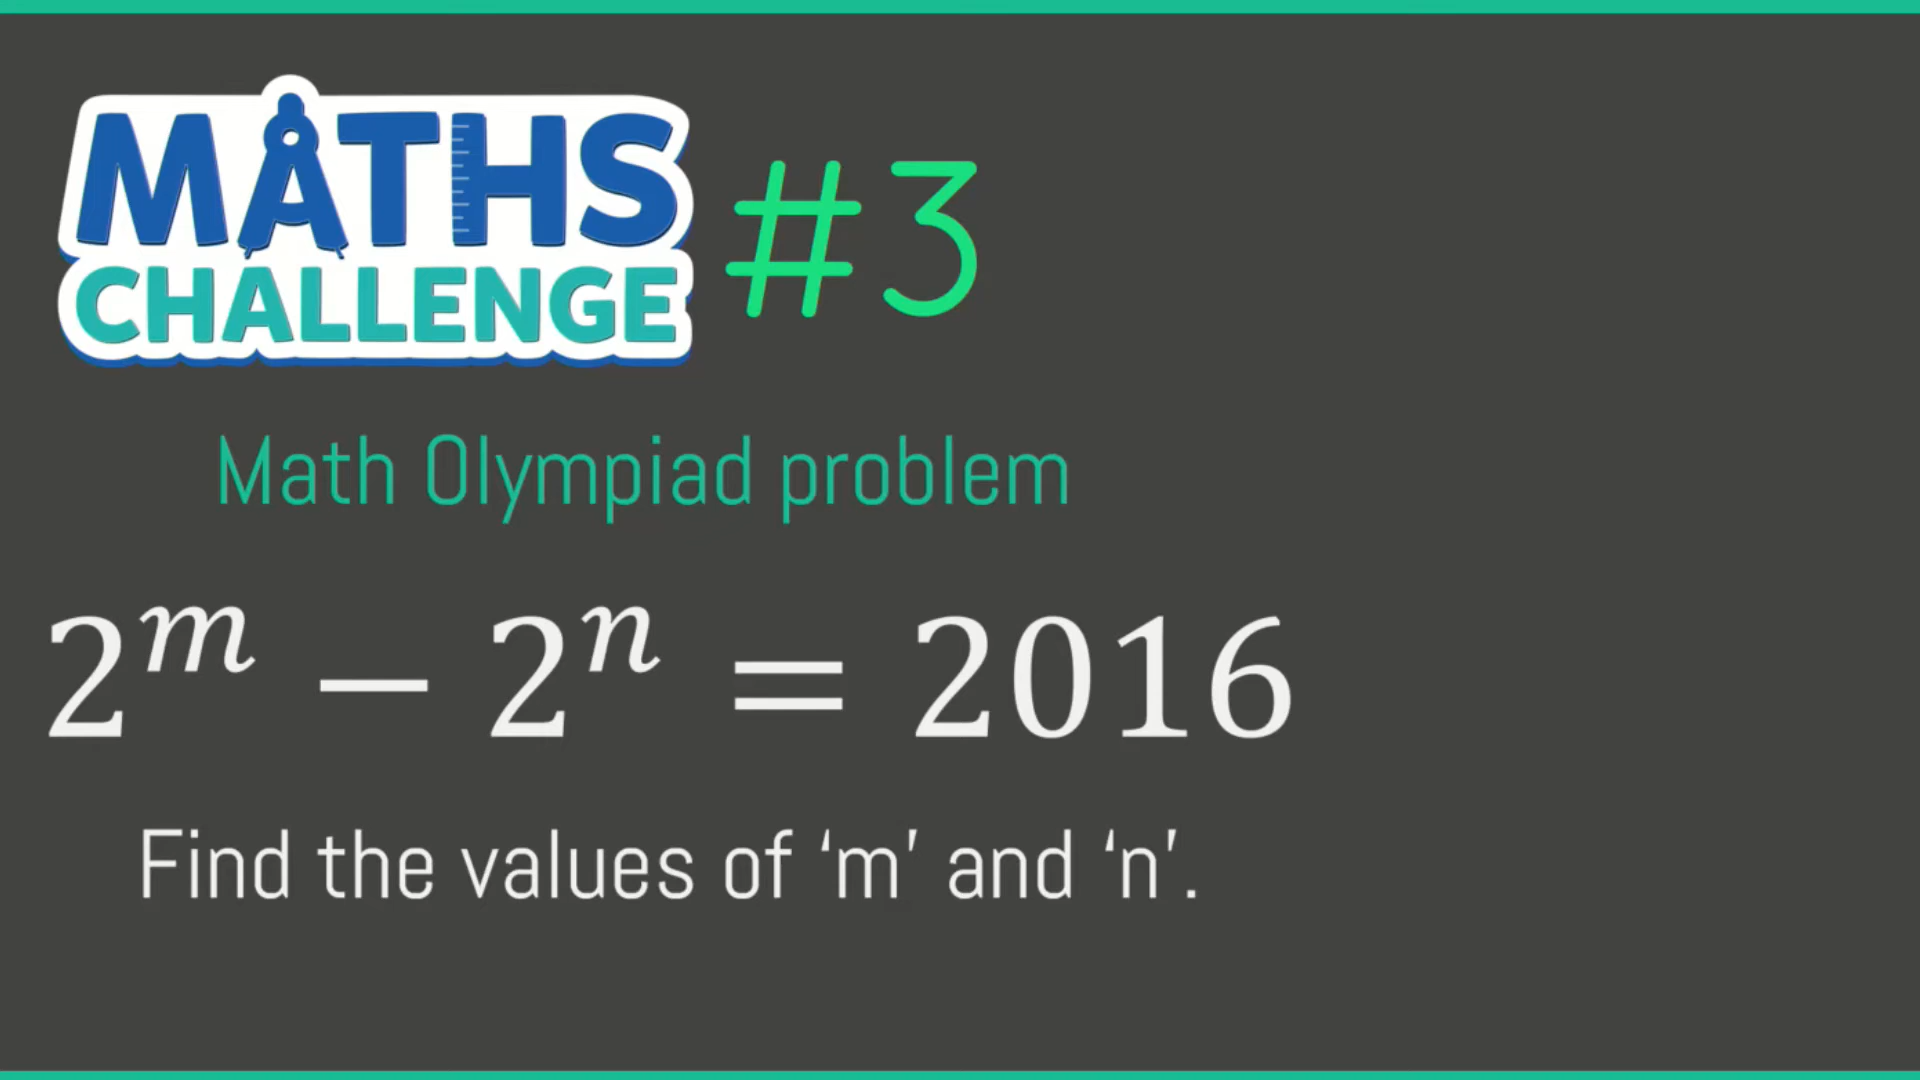 MATHS
CHALLENGE
#3
Math Olympiad problem
2^m − 2^n = 2016
Find the values of ‘m’ and ‘n’.